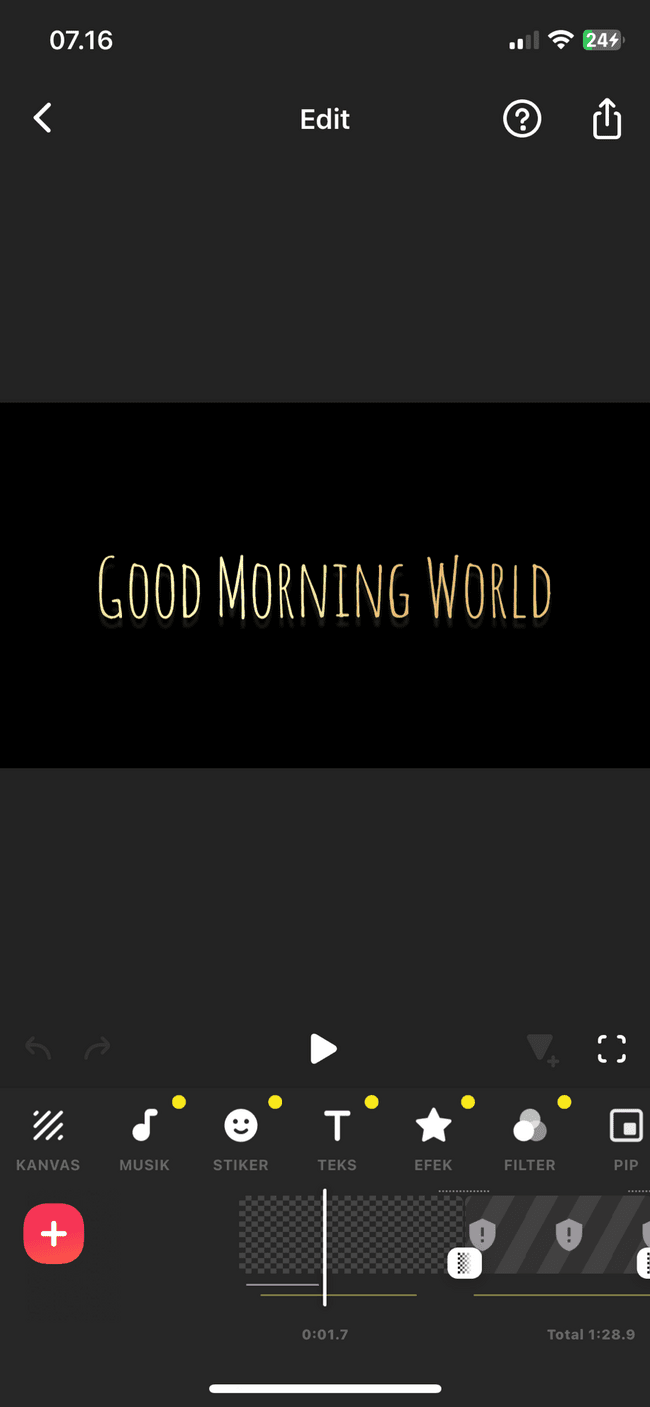 07.16
24
Edit
Good Morning World
KANVAS
MUSIK
STIKER
TEKS
EFEK
FILTER
PIP
0:01.7
Total 1:28.9